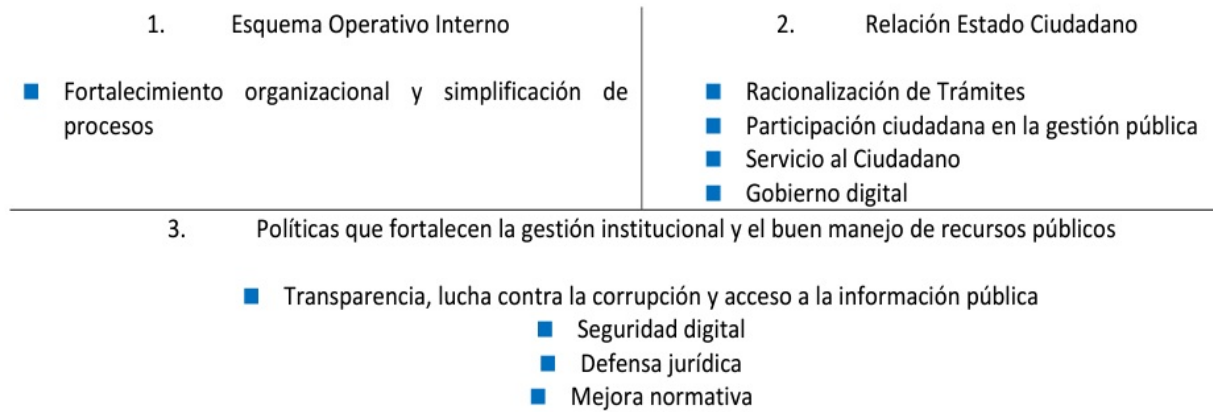 1. Esquema Operativo Interno
■ Fortalecimiento organizacional y simplificación de
procesos
2. Relación Estado Ciudadano
■ Racionalización de Trámites
■ Participación ciudadana en la gestión pública
■ Servicio al Ciudadano
■ Gobierno digital
3. Políticas que fortalecen la gestión institucional y el buen manejo de recursos públicos
■ Transparencia, lucha contra la corrupción y acceso a la información pública
■ Seguridad digital
■ Defensa jurídica
■ Mejora normativa